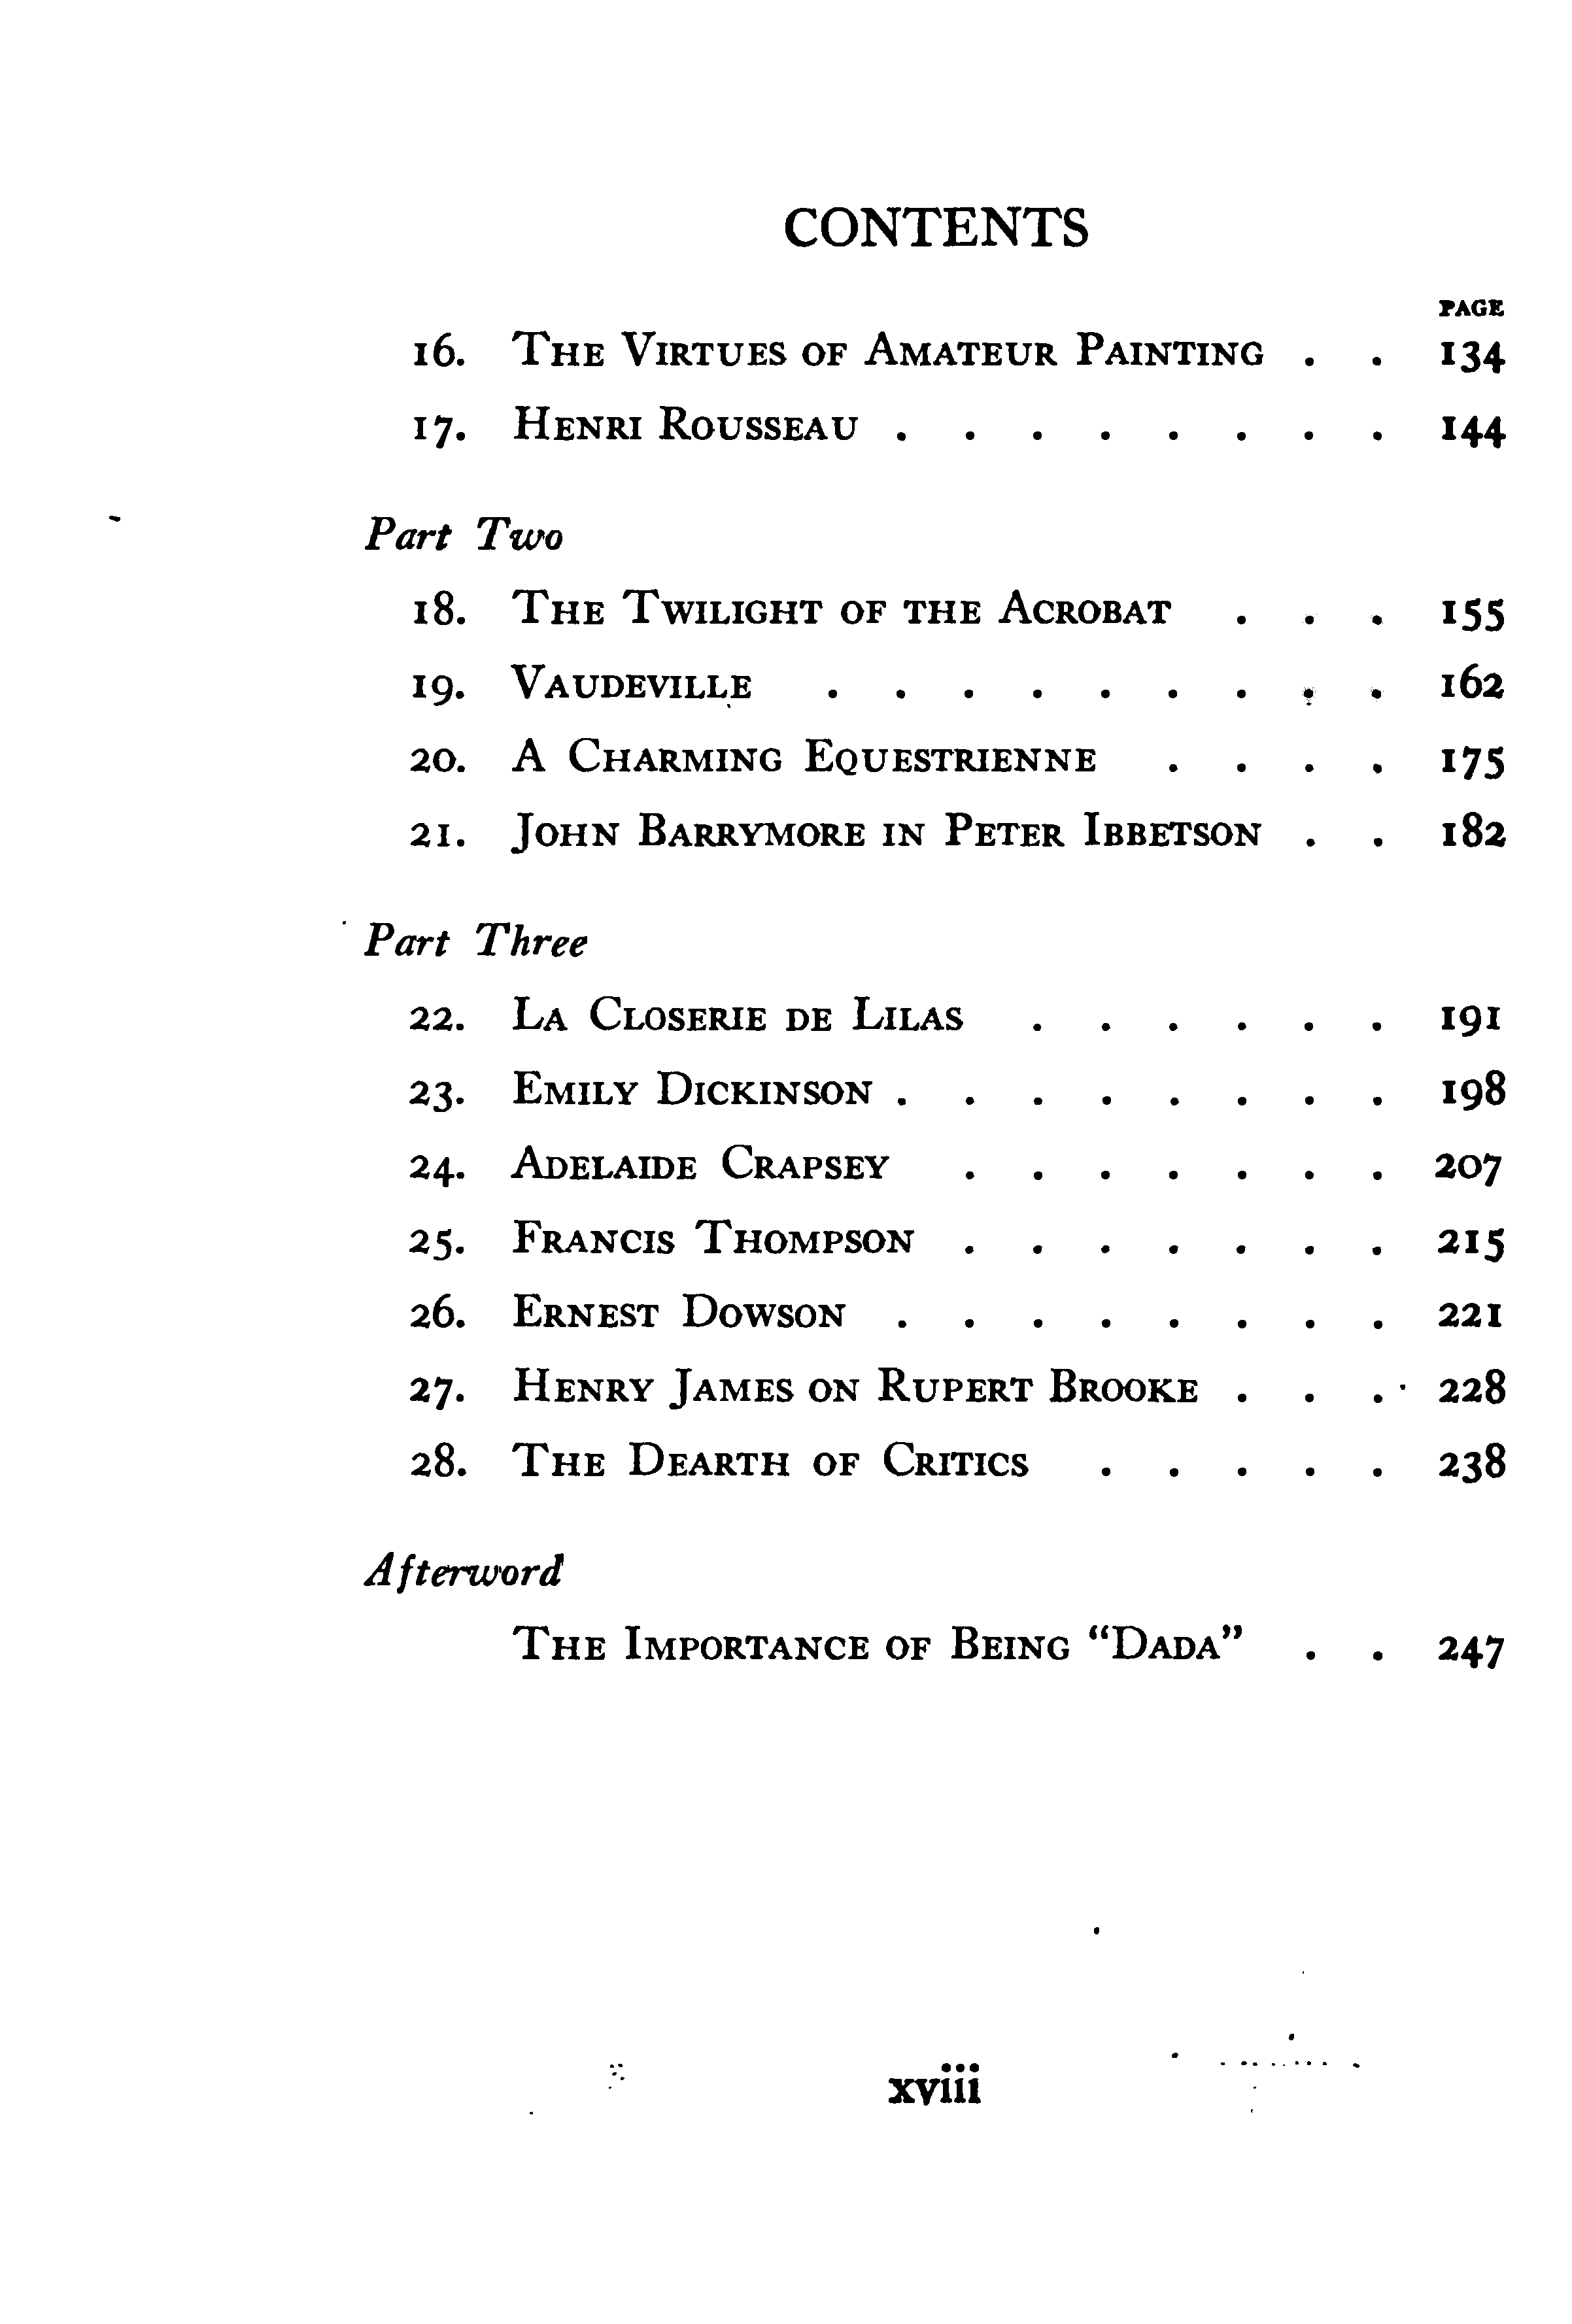 CONTENTS
PAGE
16. The Virtues of Amateur Painting . . 134
17. Henri Rousseau . . . . . . . . 144
Part Two
18. The Twilight of the Acrobat . . . 155
19. Vaudeville . . . . . . . . . 162
20. A Charming Equestrienne . . . . 175
21. John Barrymore in Peter Ibbetson . . 182
Part Three
22. La Closerie de Lilas . . . . . . 191
23. Emily Dickinson . . . . . . . . 198
24. Adelaide Crapsey . . . . . . . 207
25. Francis Thompson . . . . . . . 215
26. Ernest Dowson . . . . . . . . 221
27. Henry James on Rupert Brooke . . . 228
28. The Dearth of Critics . . . . . 238
Afterword
The Importance of Being “Dada” . . 247
xviii